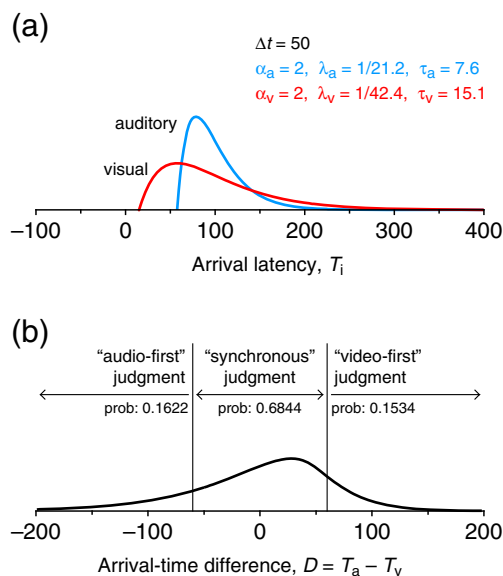 (a)
Δt = 50
αa = 2, λa = 1/21.2, τa = 7.6
αv = 2, λv = 1/42.4, τv = 15.1
auditory
visual
−100 0 100 200 300 400
Arrival latency, Ti
(b)
“audio-first” “synchronous” “video-first”
judgment judgment judgment
prob: 0.1622 prob: 0.6844 prob: 0.1534
−200 −100 0 100 200
Arrival-time difference, D = Ta − Tv